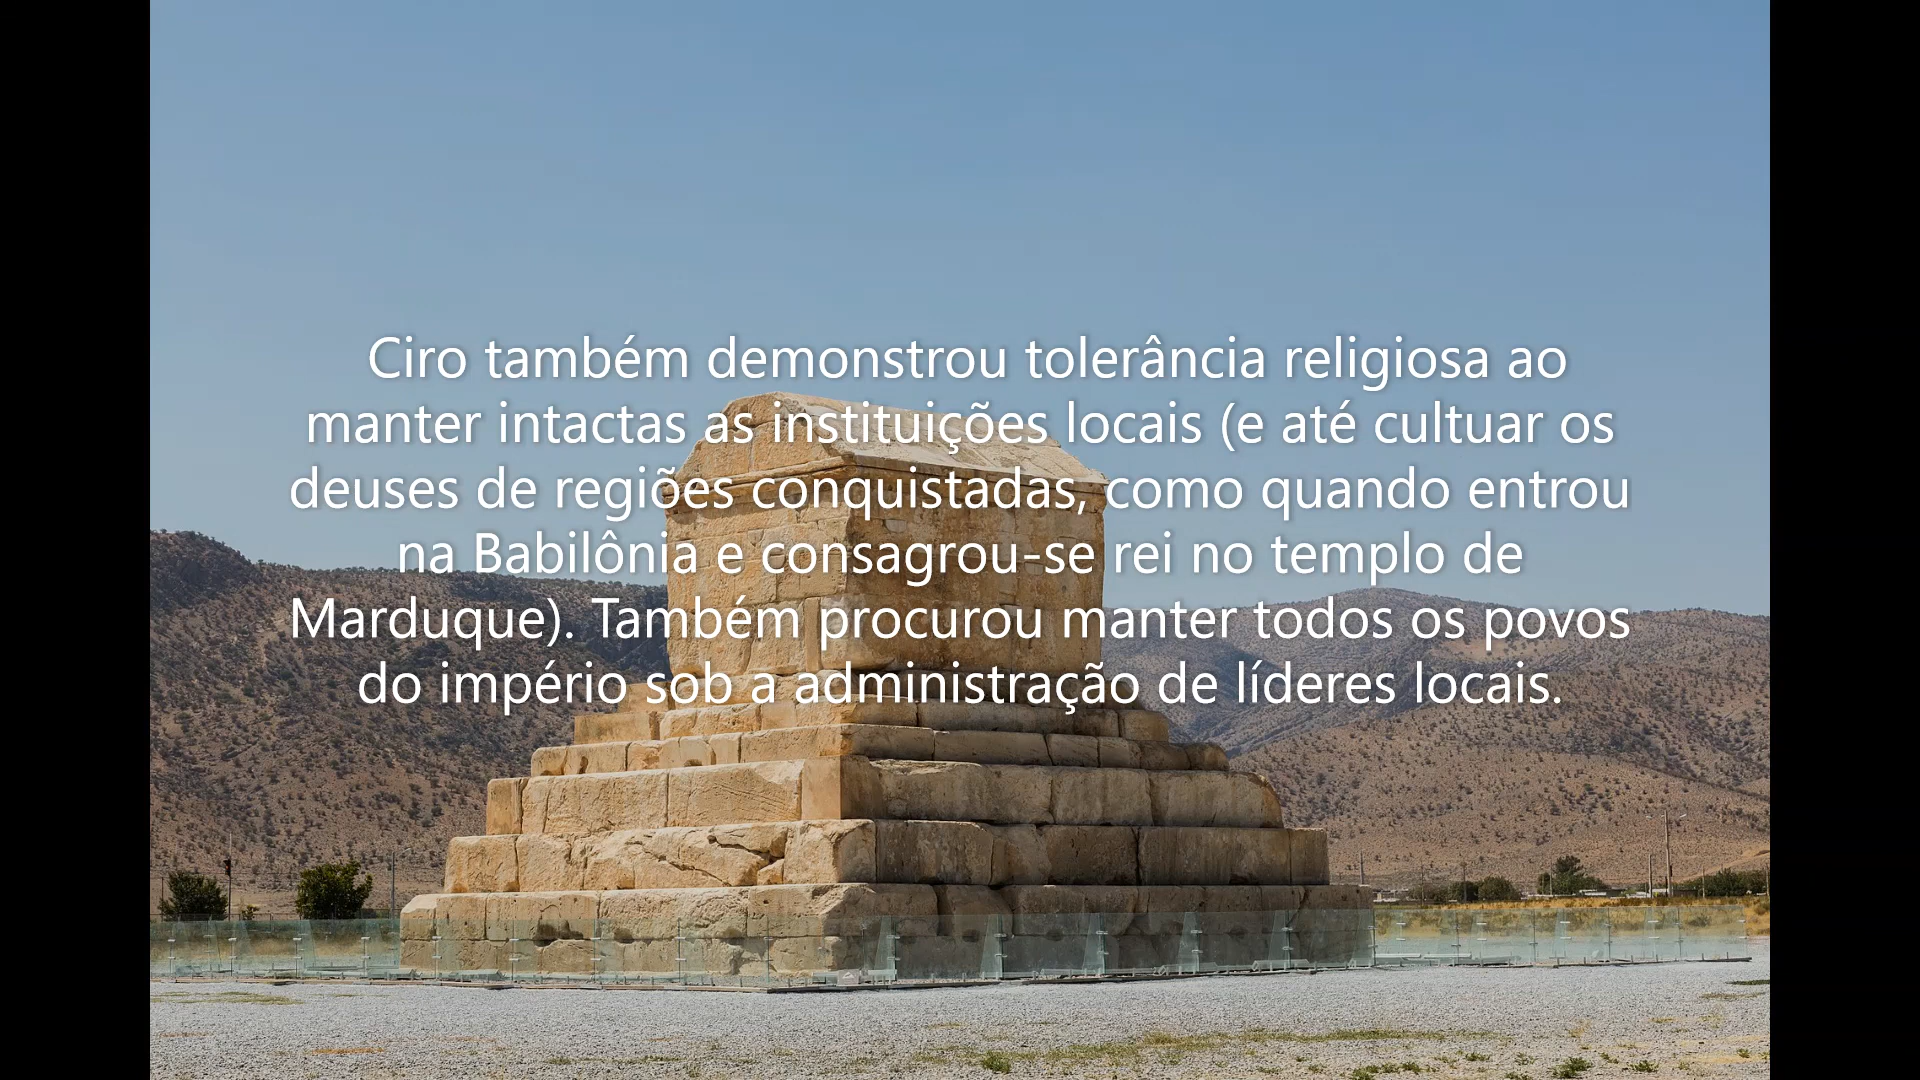 Ciro também demonstrou tolerância religiosa ao
manter intactas as instituições locais (e até cultuar os
deuses de regiões conquistadas, como quando entrou
na Babilônia e consagrou-se rei no templo de
Marduque). Também procurou manter todos os povos
do império sob a administração de líderes locais.